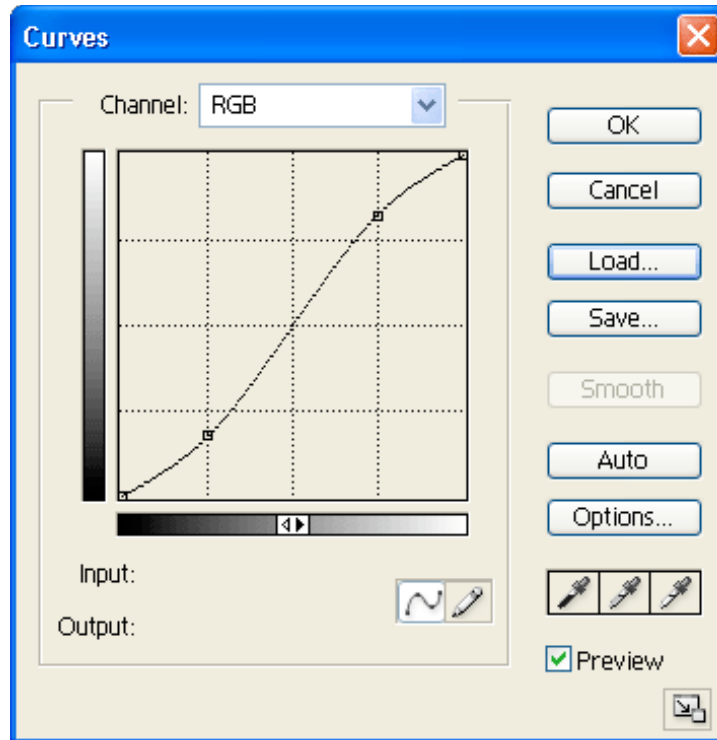 Curves
Channel: RGB
OK
Cancel
Load...
Save...
Smooth
Auto
Options...
Input:
Output:
Preview